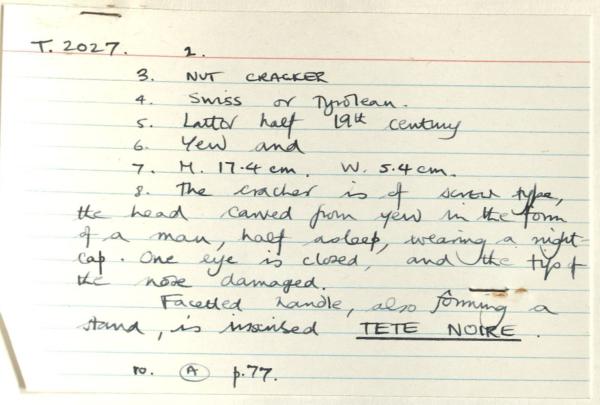 T. 2027. 2.
3. NUT CRACKER
4. Swiss or Tyrolean.
5. Latter half 19th century
6. Yew and
7. H. 17.4 cm. W. 5.4 cm.
8. The cracker is of screw type,
the head carved from yew in the form
of a man, half asleep, wearing a night-
cap. One eye is closed, and the tip of
the nose damaged.
Facetted handle, also forming a
stand, is inscribed TETE NOIRE.
10. A p.77.